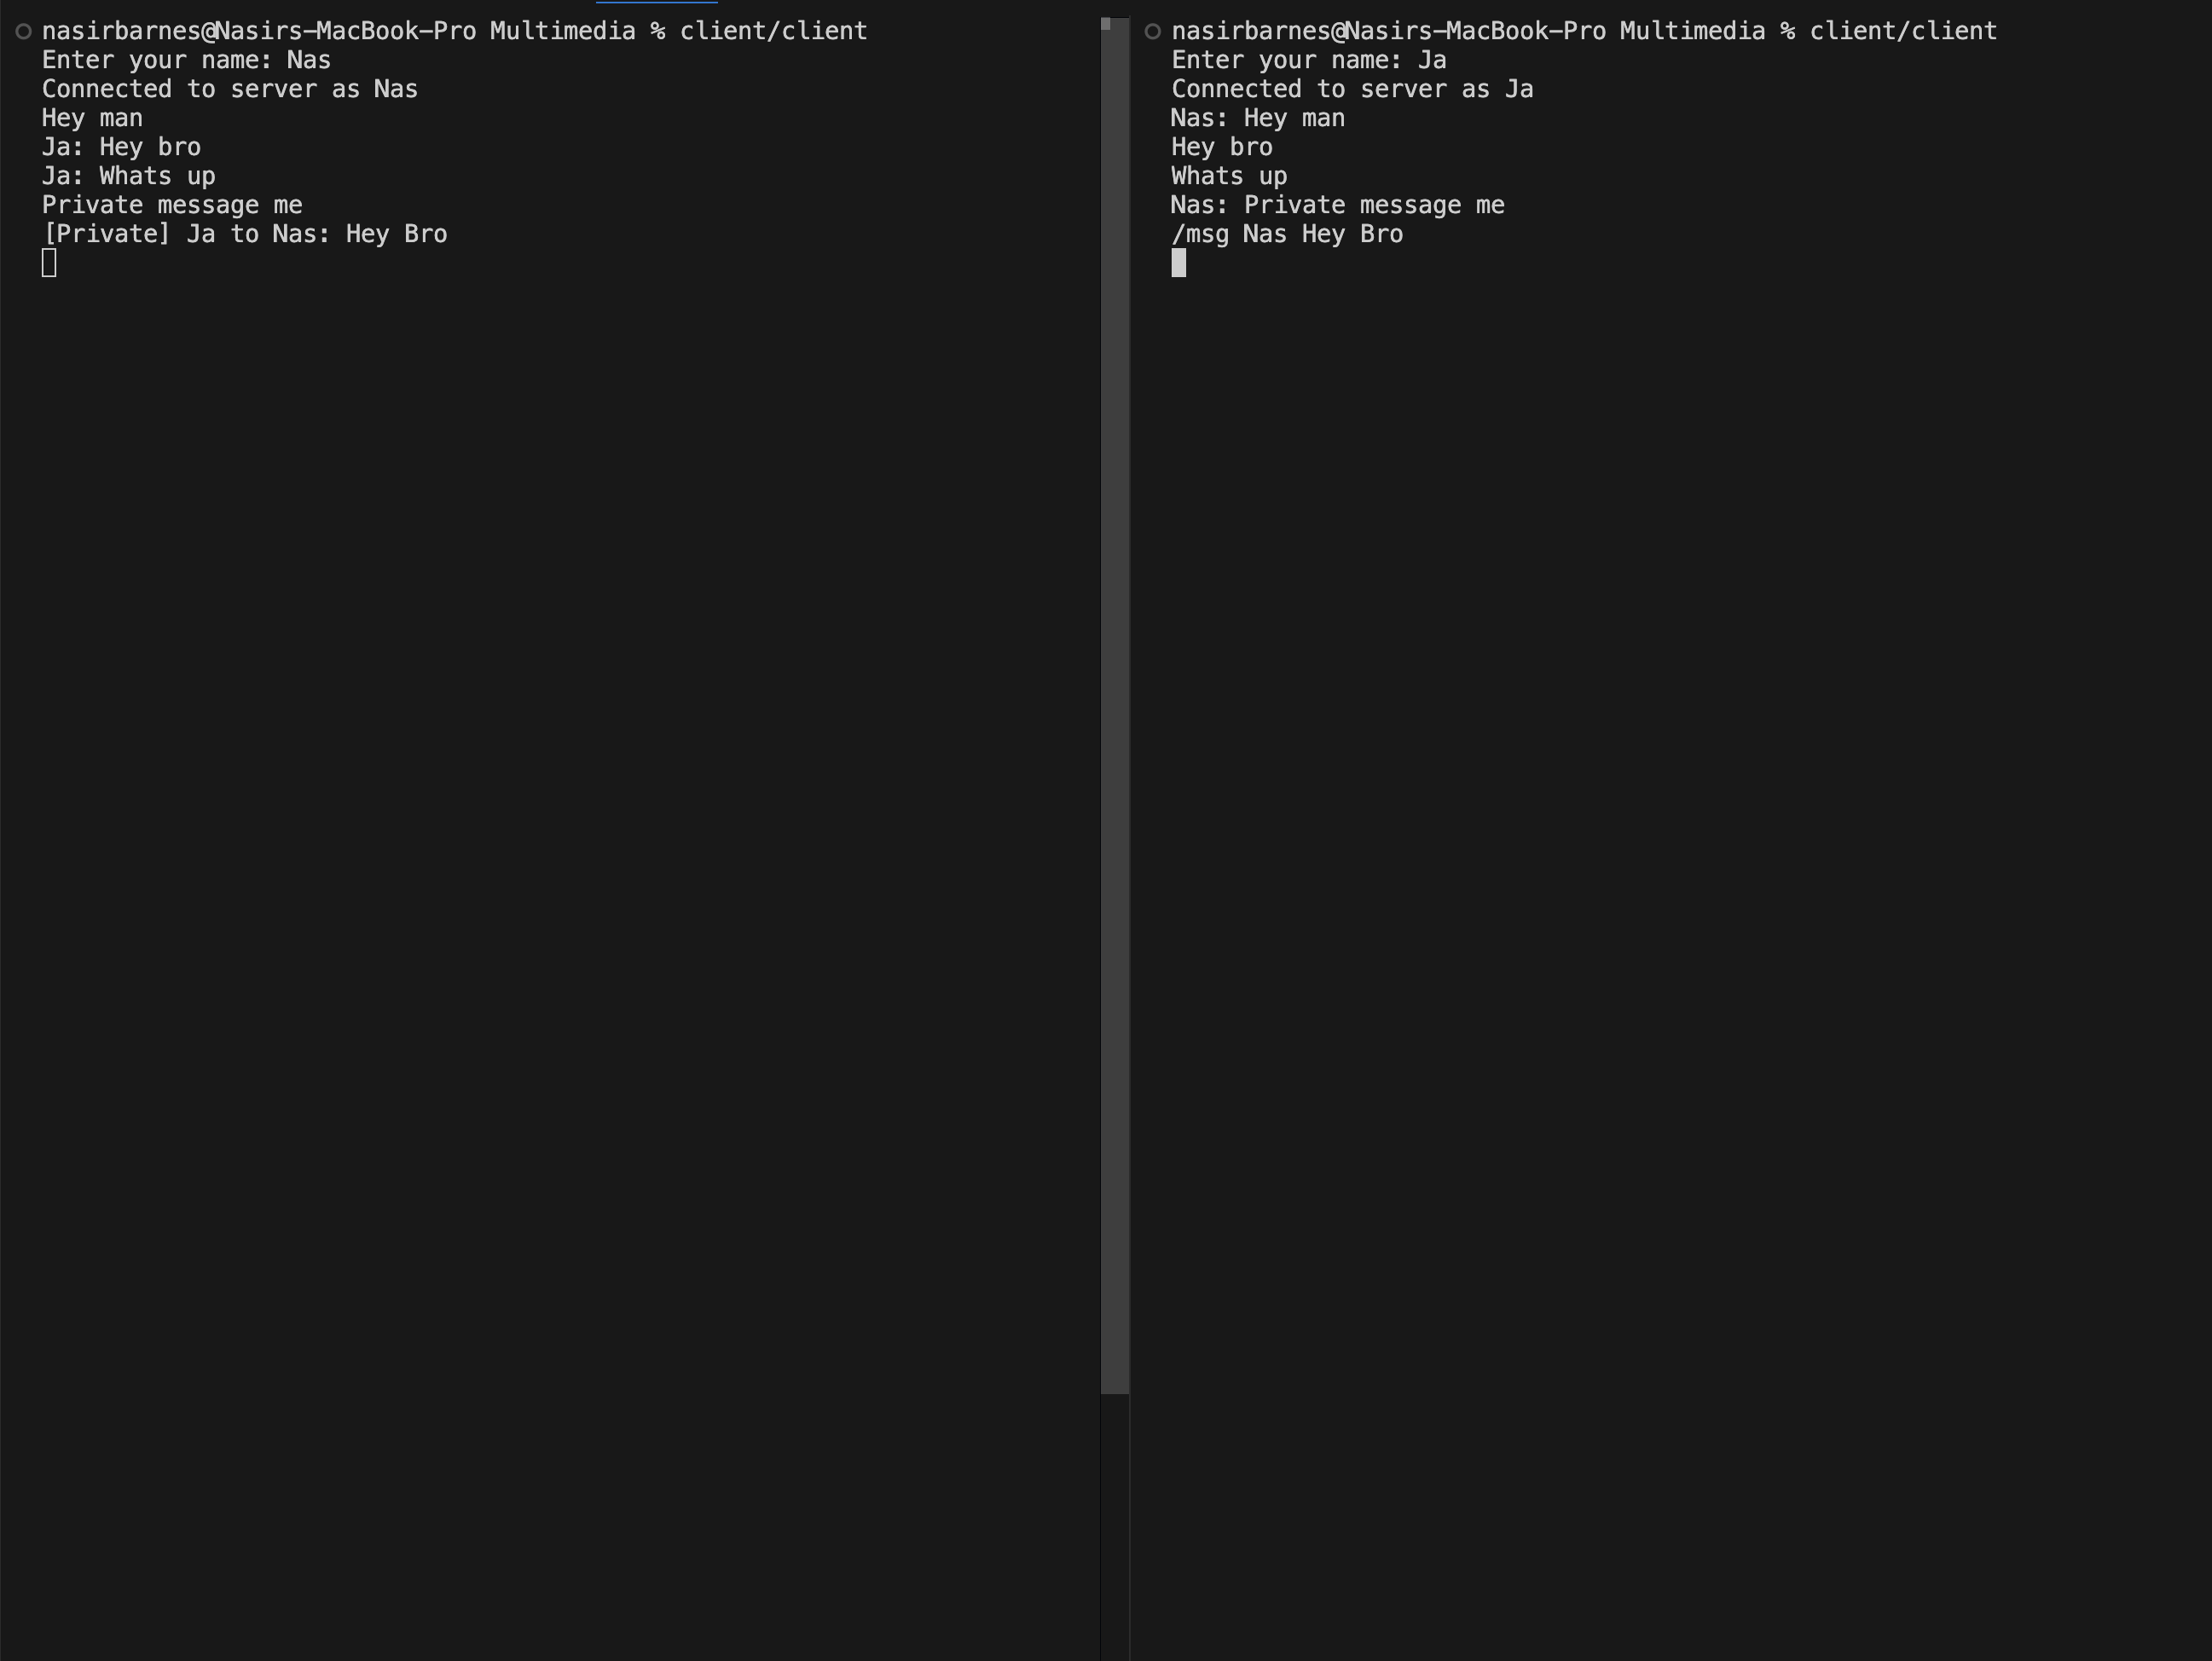 nasirbarnes@Nasirs-MacBook-Pro Multimedia % client/client
Enter your name: Nas
Connected to server as Nas
Hey man
Ja: Hey bro
Ja: Whats up
Private message me
[Private] Ja to Nas: Hey Bro
nasirbarnes@Nasirs-MacBook-Pro Multimedia % client/client
Enter your name: Ja
Connected to server as Ja
Nas: Hey man
Hey bro
Whats up
Nas: Private message me
/msg Nas Hey Bro